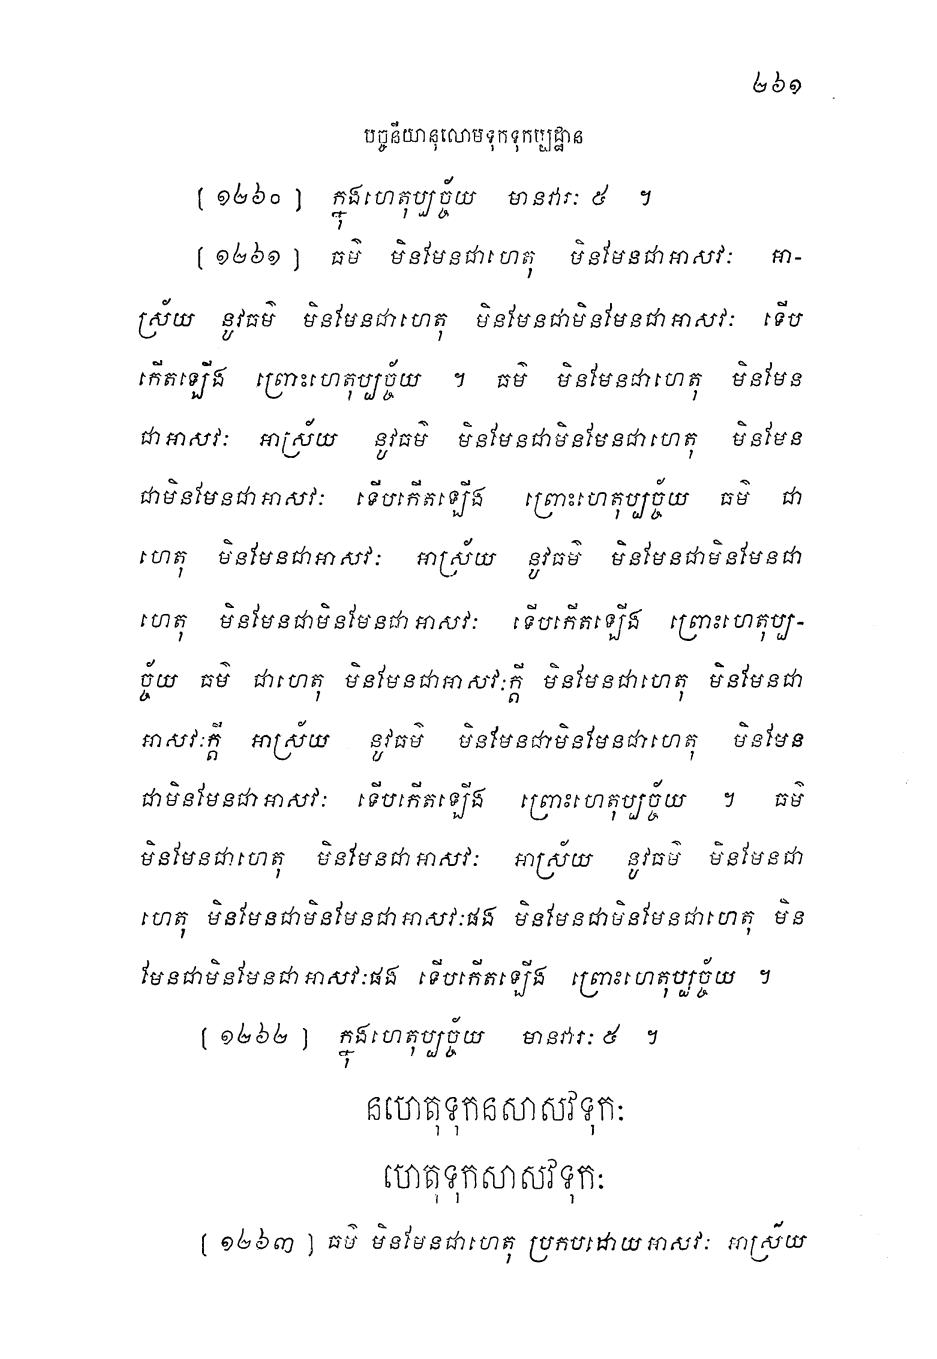 ២៦១
បច្ចនីយានុលោមទុកទុកប្បដ្ឋាន
[ ១២៦០ ] ក្នុងហេតុប្បច្ច័យ មានវារៈ ៥ ។
[ ១២៦១ ] ធម៌ មិនមែនជាហេតុ មិនមែនជាអាសវៈ អា-
ស្រ័យ នូវធម៌ មិនមែនជាហេតុ មិនមែនជាមិនមែនជាអាសវៈ ទើប
កើតឡើង ព្រោះហេតុប្បច្ច័យ ។ ធម៌ មិនមែនជាហេតុ មិនមែន
ជាអាសវៈ អាស្រ័យ នូវធម៌ មិនមែនជាមិនមែនជាហេតុ មិនមែន
ជាមិនមែនជាអាសវៈ ទើបកើតឡើង ព្រោះហេតុប្បច្ច័យ ធម៌ ជា
ហេតុ មិនមែនជាអាសវៈ អាស្រ័យ នូវធម៌ មិនមែនជាមិនមែនជា
ហេតុ មិនមែនជាមិនមែនជាអាសវៈ ទើបកើតឡើង ព្រោះហេតុប្ប-
ច្ច័យ ធម៌ ជាហេតុ មិនមែនជាអាសវៈក្តី មិនមែនជាហេតុ មិនមែនជា
អាសវៈក្តី អាស្រ័យ នូវធម៌ មិនមែនជាមិនមែនជាហេតុ មិនមែន
ជាមិនមែនជាអាសវៈ ទើបកើតឡើង ព្រោះហេតុប្បច្ច័យ ។ ធម៌
មិនមែនជាហេតុ មិនមែនជាអាសវៈ អាស្រ័យ នូវធម៌ មិនមែនជា
ហេតុ មិនមែនជាមិនមែនជាអាសវៈផង មិនមែនជាមិនមែនជាហេតុ មិន
មែនជាមិនមែនជាអាសវៈផង ទើបកើតឡើង ព្រោះហេតុប្បច្ច័យ ។
[ ១២៦២ ] ក្នុងហេតុប្បច្ច័យ មានវារៈ ៥ ។
នហេតុទុកនសាសវទុកៈ
ហេតុទុកសាសវទុកៈ
[ ១២៦៣ ] ធម៌ មិនមែនជាហេតុ ប្រកបដោយអាសវៈ អាស្រ័យ